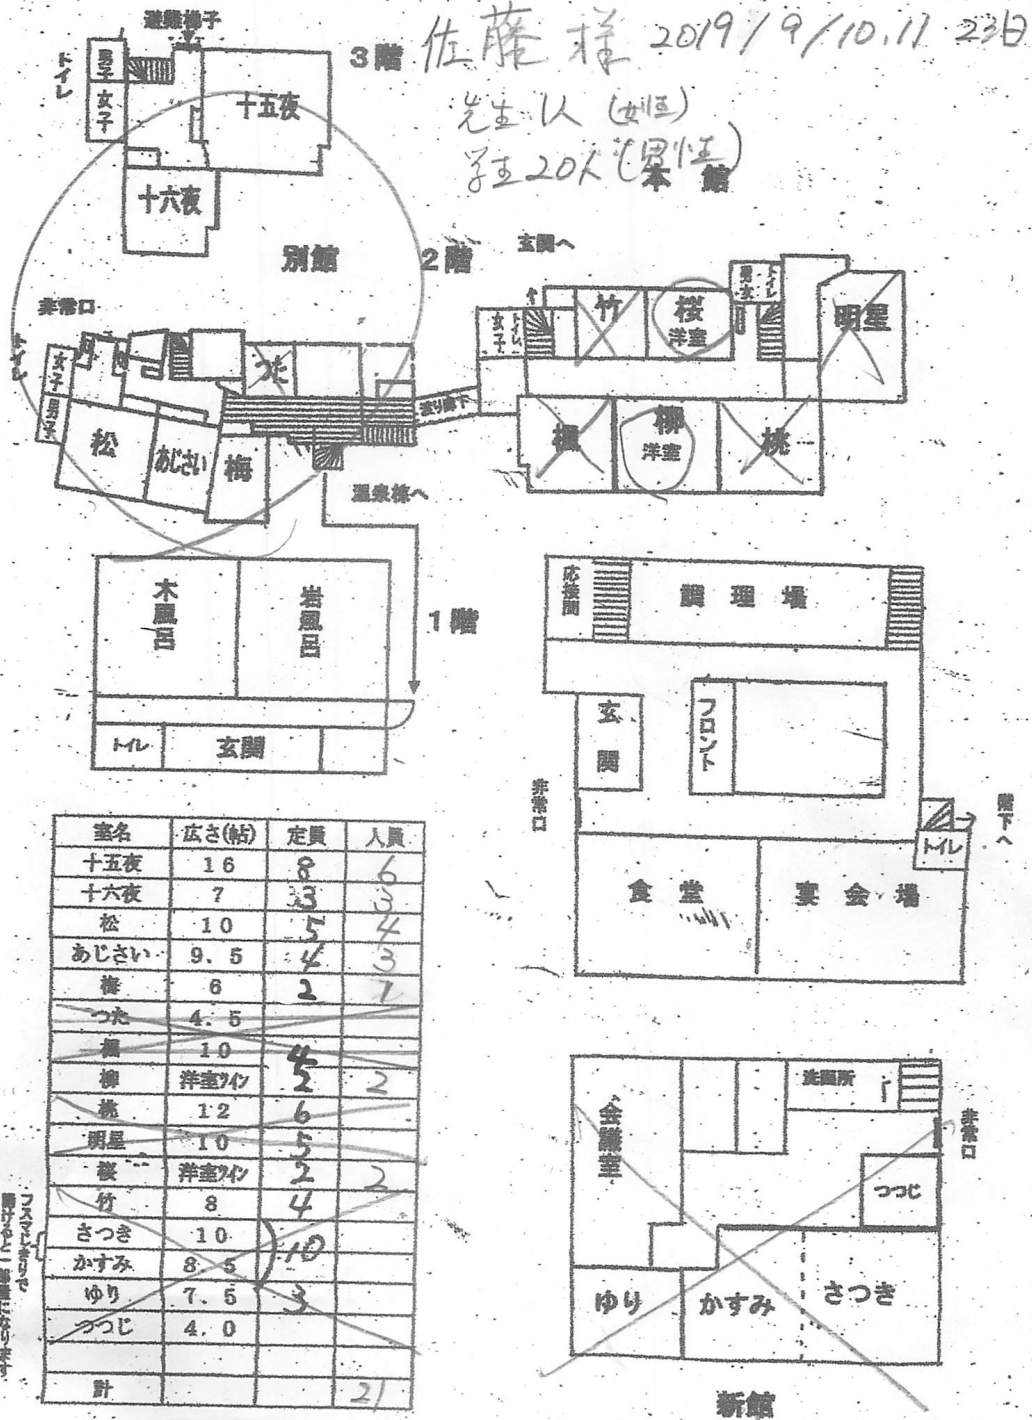 佐藤様 2019/9/10.11 23日
先生1人(女性)
学生20人(男性)
避難梯子
3階
トイレ
男子
女子
十五夜
十六夜
本館
別館
2階
玄関へ
非常口
トイレ
女子
男子
松
あじさい
梅
つた
渡り廊下
温泉棟へ
女子
トイレ
竹
桜
洋室
男
女
トイレ
明星
楓
柳
洋室
桃
木風呂
岩風呂
1階
トイレ
玄関
応接間
調理場
玄関
フロント
非常口
階下へ
トイレ
食堂
宴会場
室名 広さ(帖) 定員 人員
十五夜 16 8 6
十六夜 7 3 3
松 10 5 4
あじさい 9.5 4 3
梅 6 2 1
つた 4.5
楓 10 4
柳 洋室ツイン 2 2
桃 12 6
明星 10 5
桜 洋室ツイン 2 2
竹 8 4
さつき 10
かすみ 8.5 10
ゆり 7.5 3
つつじ 4.0
計 21
フスマじきりで
開けると一部屋になります
会議室
洗面所
非常口
つつじ
ゆり
かすみ
さつき
新館